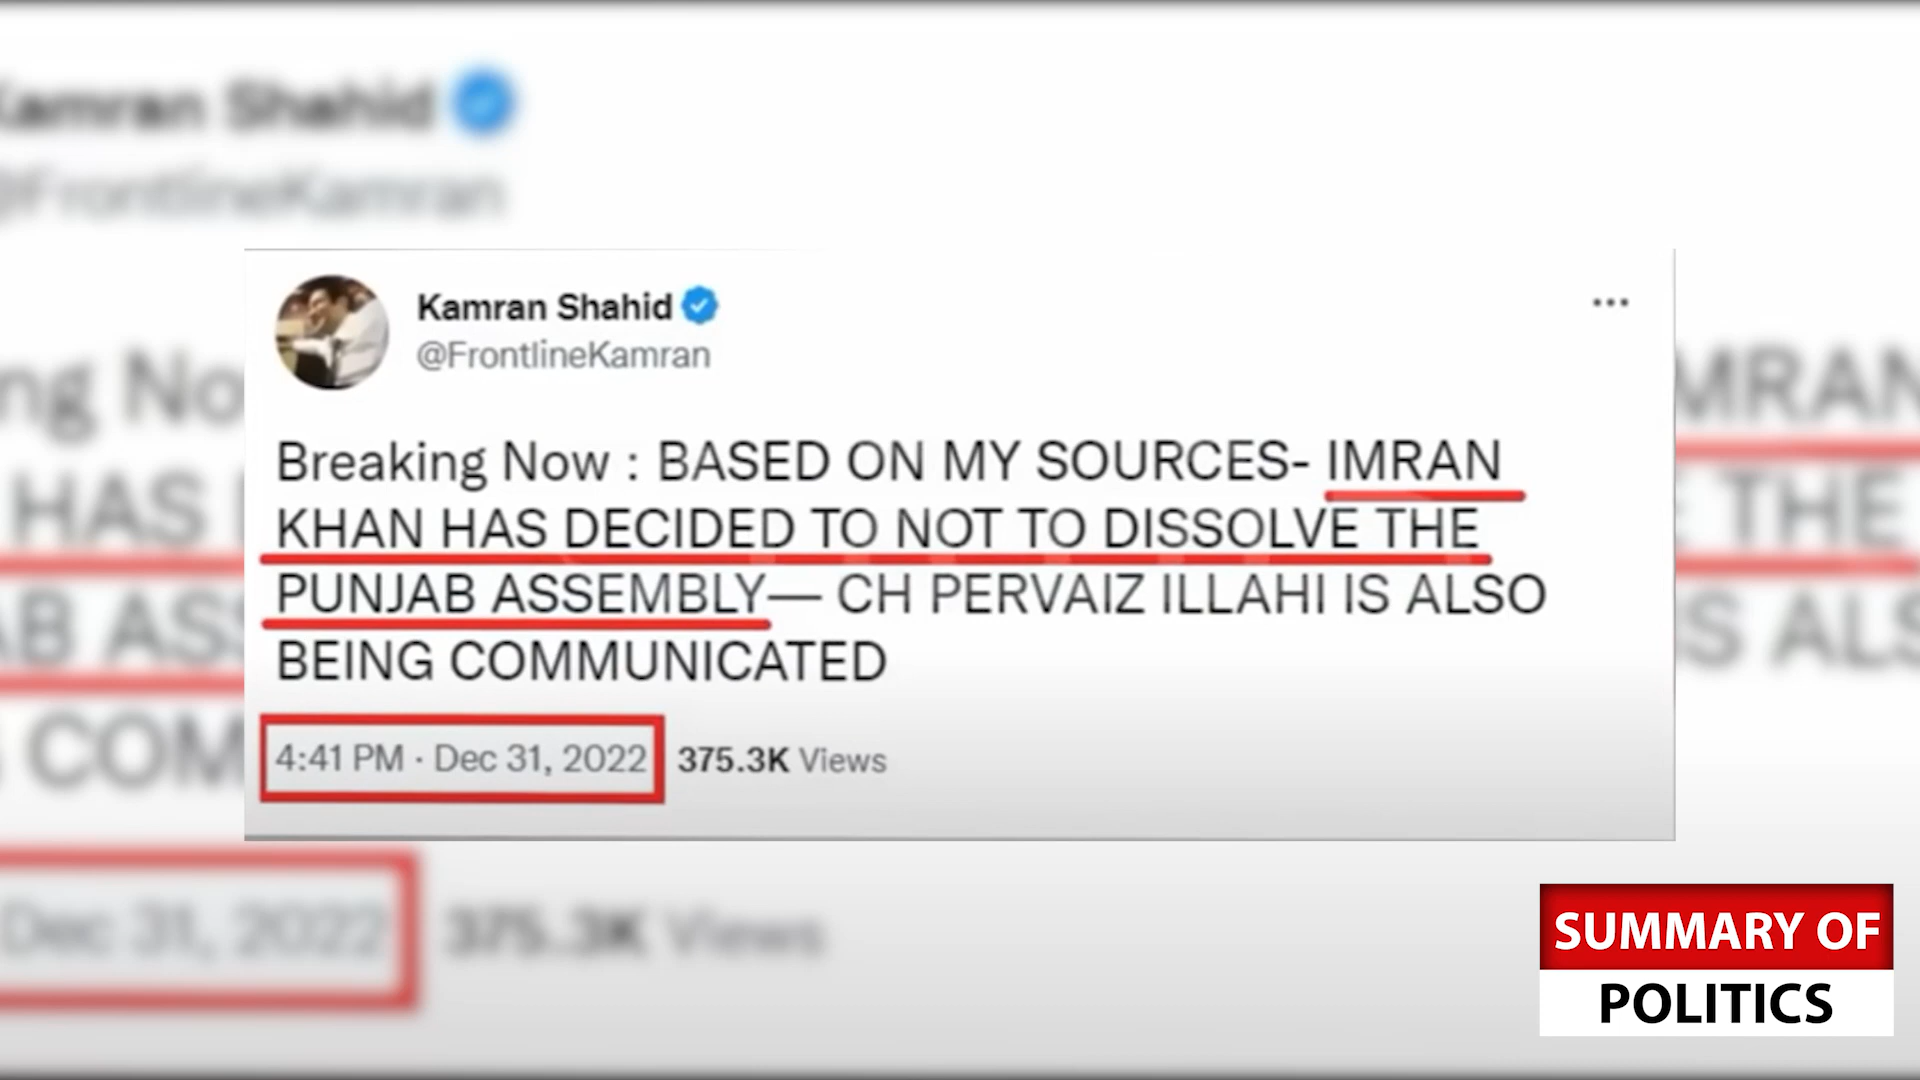 Kamran Shahid
@FrontlineKamran
Breaking Now : BASED ON MY SOURCES- IMRAN
KHAN HAS DECIDED TO NOT TO DISSOLVE THE
PUNJAB ASSEMBLY— CH PERVAIZ ILLAHI IS ALSO
BEING COMMUNICATED
4:41 PM · Dec 31, 2022 375.3K Views
SUMMARY OF
POLITICS